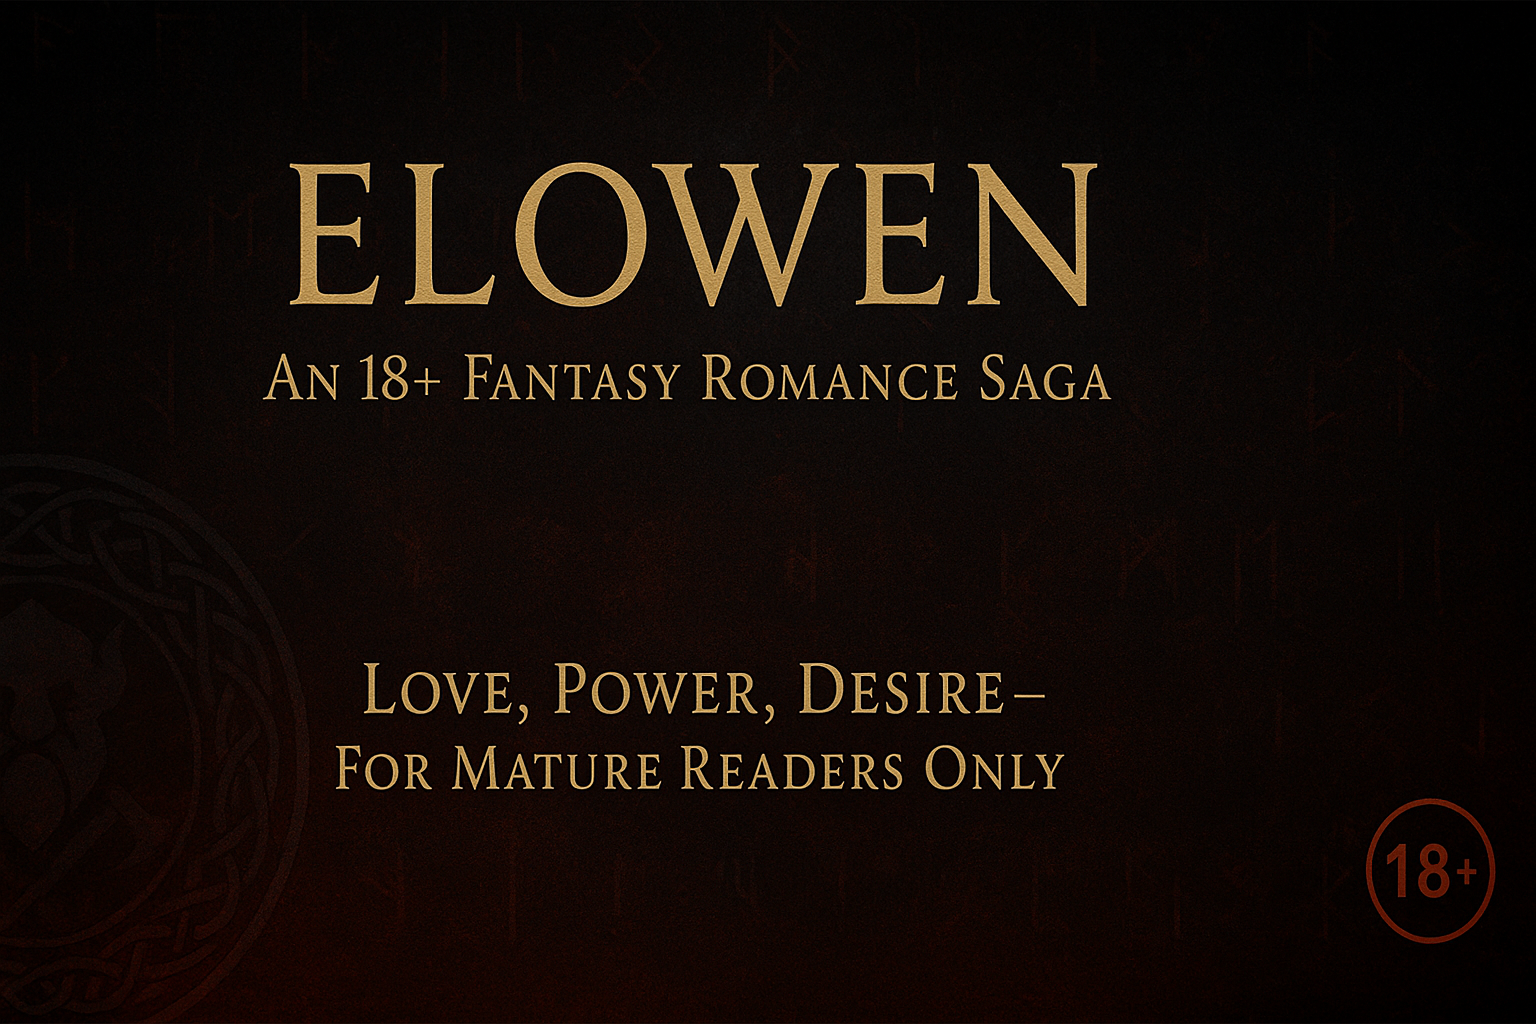 ELOWEN
An 18+ Fantasy Romance Saga
Love, Power, Desire–
For Mature Readers Only
18+